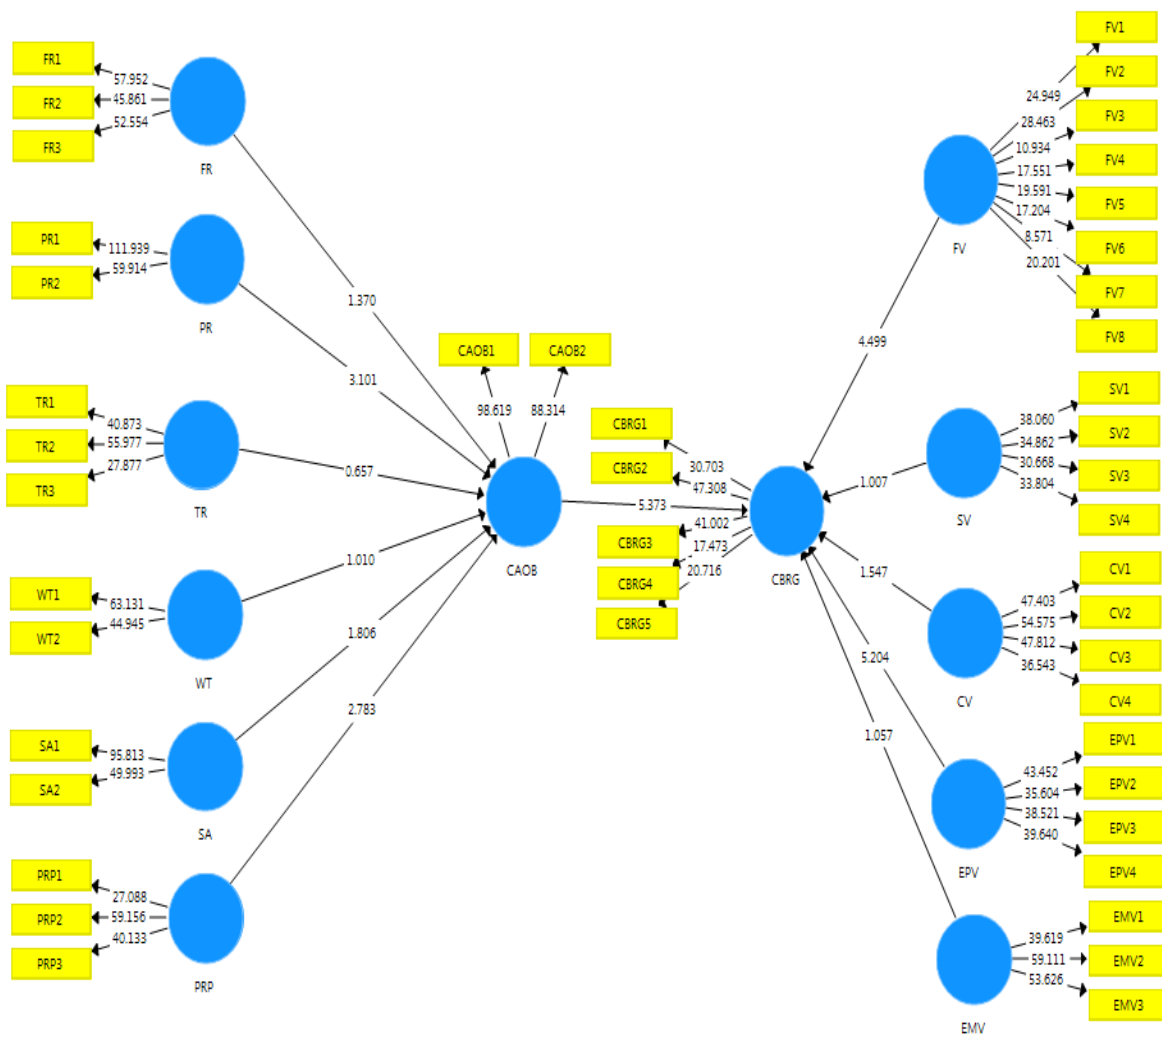 FR1
57.952
FR2
45.861
52.554
FR3
FR
PR1
111.939
PR2
59.914
PR
TR1
40.873
TR2
55.977
27.877
TR3
TR
WT1
63.131
WT2
44.945
WT
SA1
95.813
SA2
49.993
SA
PRP1
27.088
PRP2
59.156
40.133
PRP3
PRP
1.370
3.101
0.657
1.010
1.806
2.783
CAOB1
CAOB2
98.619
88.314
CAOB
5.373
CBRG1
30.703
CBRG2
47.308
41.002
CBRG3
17.473
20.716
CBRG4
CBRG5
CBRG
4.499
1.007
1.547
5.204
1.057
FV1
FV2
24.949
28.463
FV3
10.934
FV4
17.551
19.591
FV5
17.204
8.571
FV6
20.201
FV7
FV8
FV
SV1
38.060
SV2
34.862
30.668
SV3
33.804
SV4
SV
CV1
47.403
CV2
54.575
47.812
CV3
36.543
CV4
CV
EPV1
43.452
EPV2
35.604
38.521
EPV3
39.640
EPV4
EPV
EMV1
39.619
59.111
EMV2
53.626
EMV3
EMV